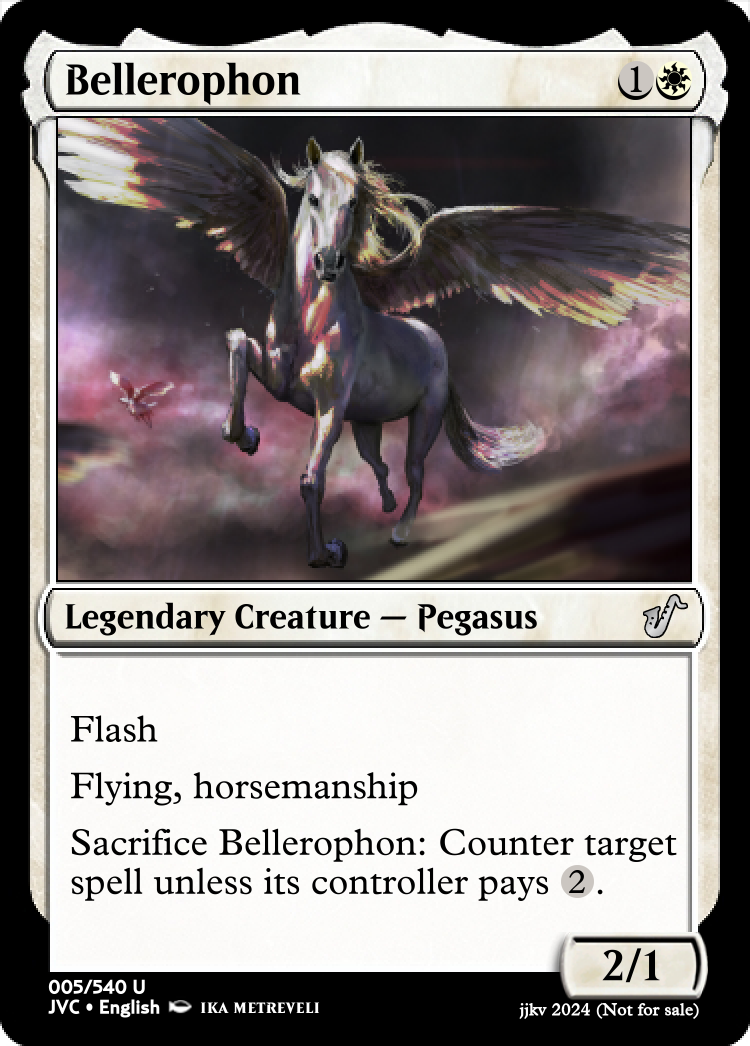 Bellerophon 1
Legendary Creature — Pegasus
Flash
Flying, horsemanship
Sacrifice Bellerophon: Counter target
spell unless its controller pays 2.
2/1
005/540 U
JVC • English IKA METREVELI
jjkv 2024 (Not for sale)